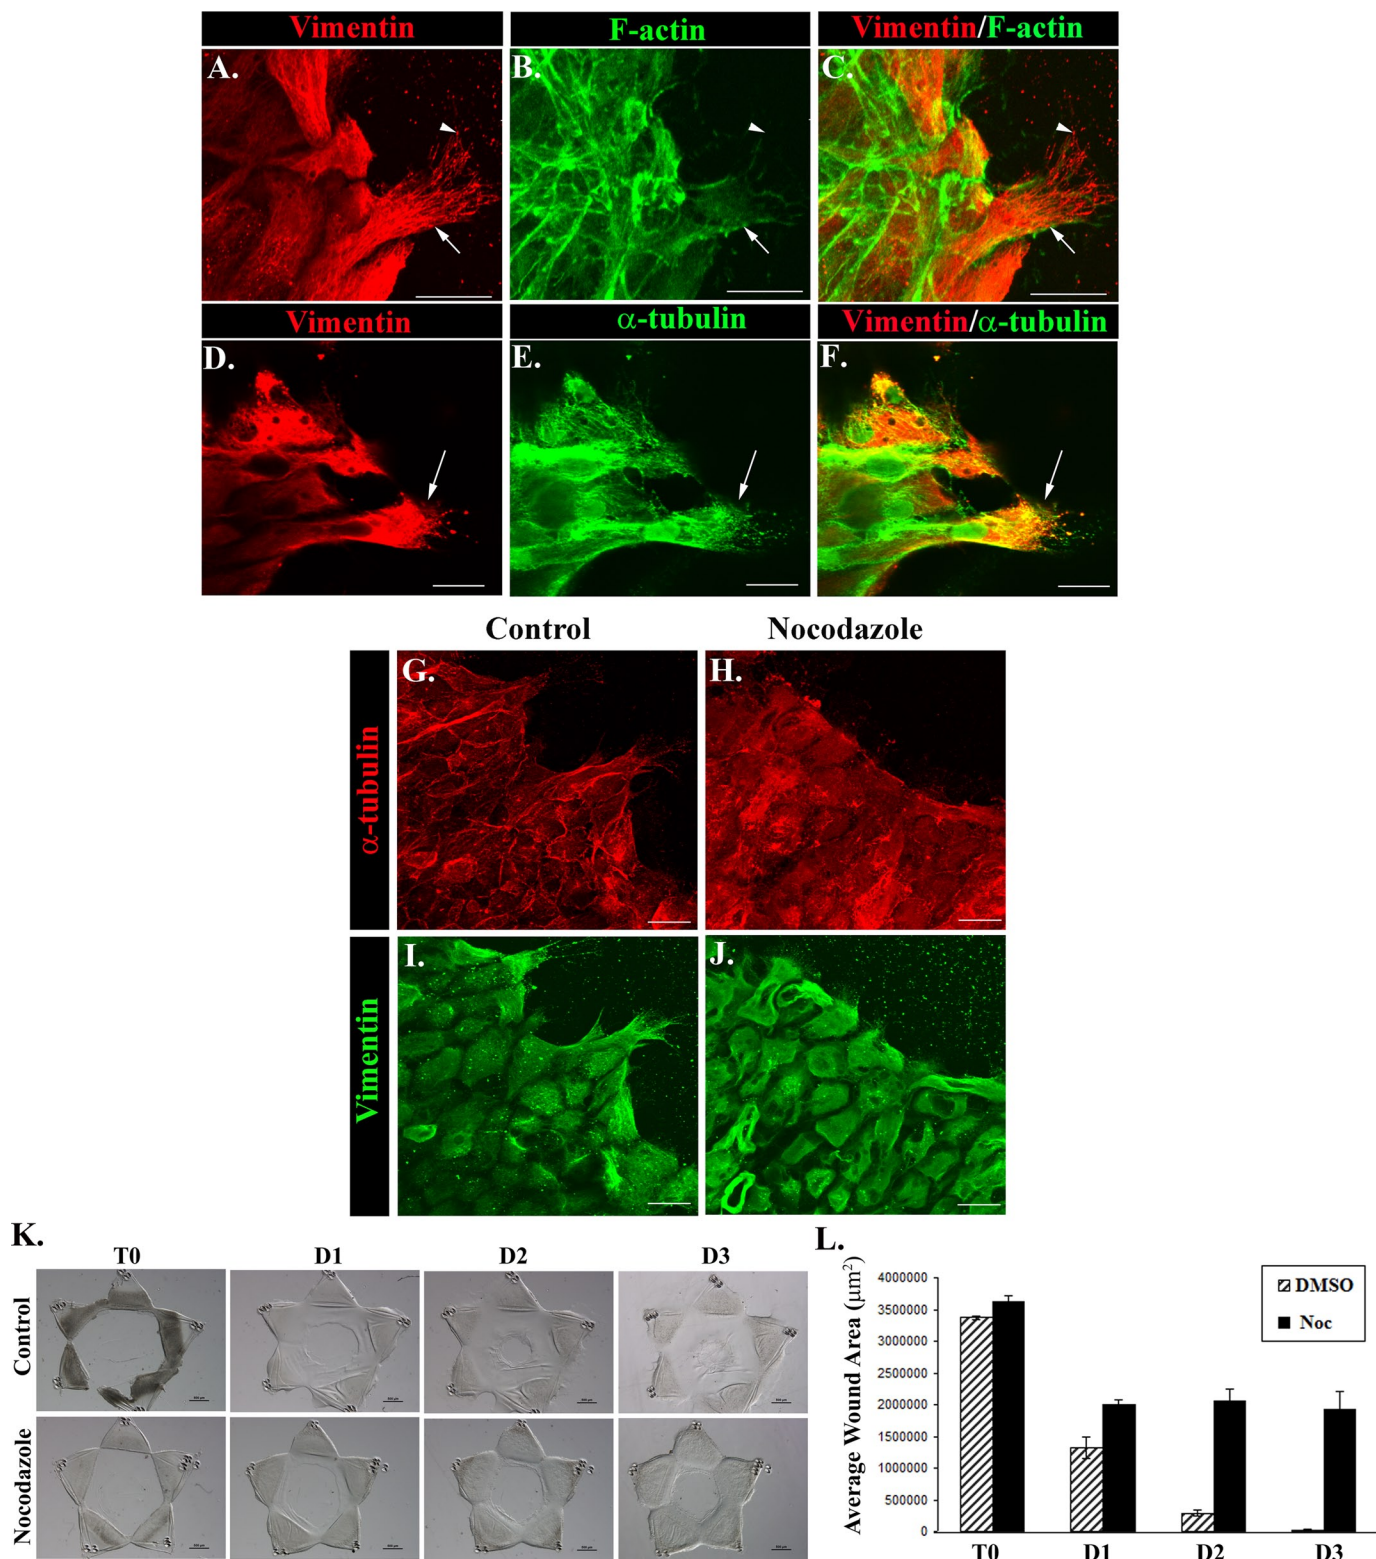 Vimentin F-actin Vimentin/F-actin
A. B. C.
Vimentin α-tubulin Vimentin/α-tubulin
D. E. F.
Control Nocodazole
α-tubulin
G. H.
Vimentin
I. J.
K.
T0 D1 D2 D3
Control
Nocodazole
L.
Average Wound Area (μm²)
4000000
3500000
3000000
2500000
2000000
1500000
1000000
500000
0
DMSO
Noc
T0 D1 D2 D3